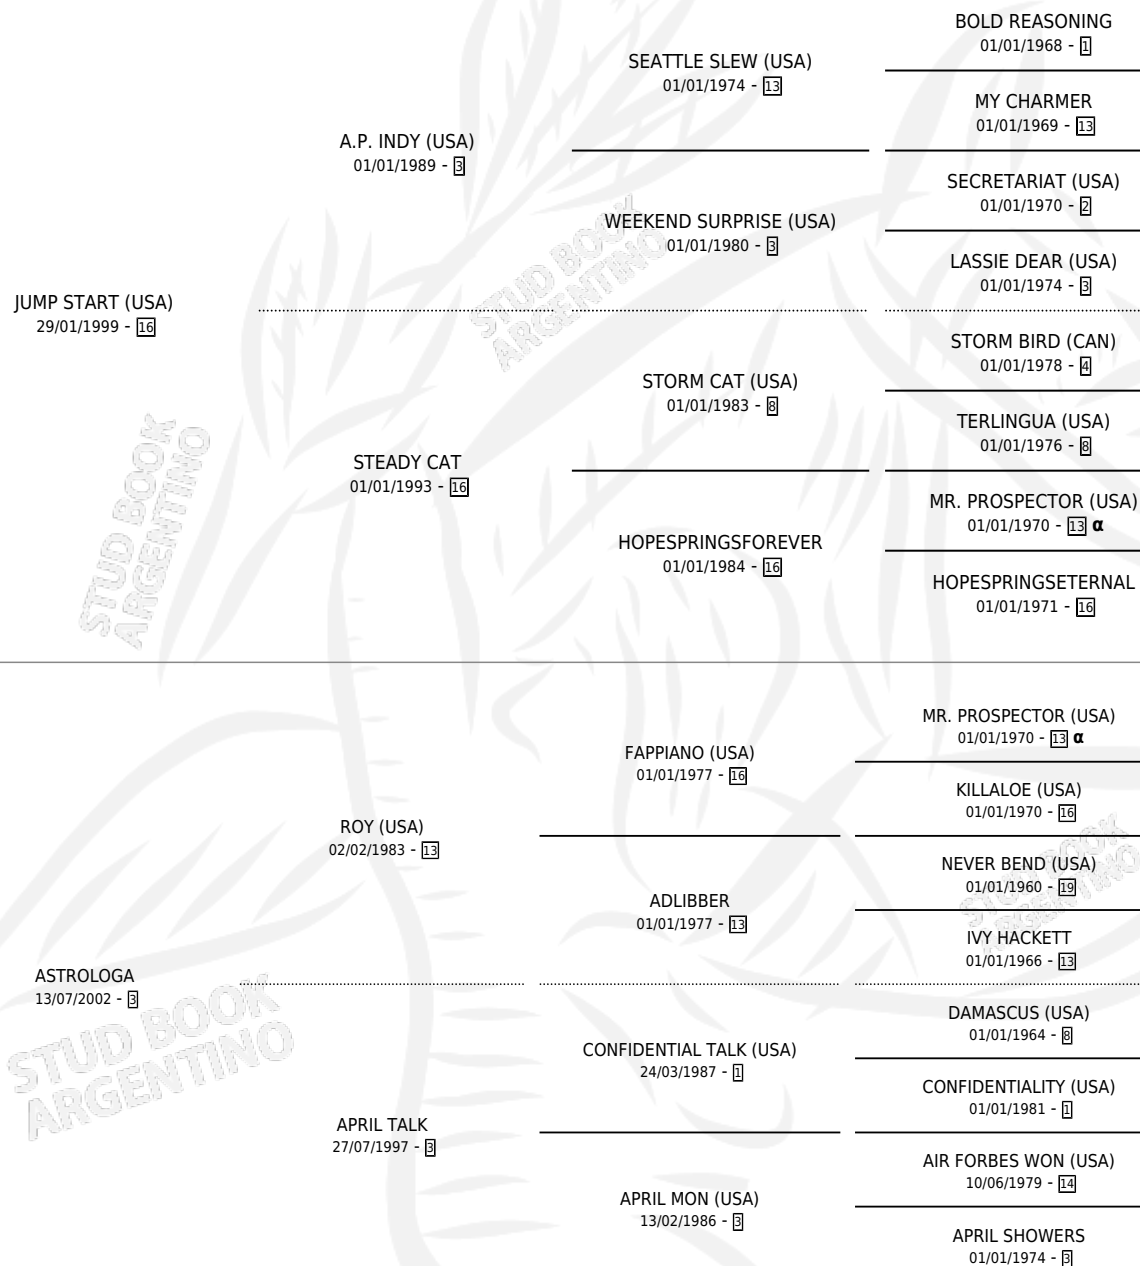 BOLD REASONING
01/01/1968 - 1
SEATTLE SLEW (USA)
01/01/1974 - 13
MY CHARMER
01/01/1969 - 13
A.P. INDY (USA)
01/01/1989 - 3
SECRETARIAT (USA)
01/01/1970 - 2
WEEKEND SURPRISE (USA)
01/01/1980 - 3
LASSIE DEAR (USA)
01/01/1974 - 3
JUMP START (USA)
29/01/1999 - 16
STORM BIRD (CAN)
01/01/1978 - 4
STORM CAT (USA)
01/01/1983 - 8
TERLINGUA (USA)
01/01/1976 - 8
STEADY CAT
01/01/1993 - 16
MR. PROSPECTOR (USA)
01/01/1970 - 13 α
HOPESPRINGSFOREVER
01/01/1984 - 16
HOPESPRINGSETERNAL
01/01/1971 - 16
MR. PROSPECTOR (USA)
01/01/1970 - 13 α
FAPPIANO (USA)
01/01/1977 - 16
KILLALOE (USA)
01/01/1970 - 16
ROY (USA)
02/02/1983 - 13
NEVER BEND (USA)
01/01/1960 - 19
ADLIBBER
01/01/1977 - 13
IVY HACKETT
01/01/1966 - 13
ASTROLOGA
13/07/2002 - 3
DAMASCUS (USA)
01/01/1964 - 8
CONFIDENTIAL TALK (USA)
24/03/1987 - 1
CONFIDENTIALITY (USA)
01/01/1981 - 1
APRIL TALK
27/07/1997 - 3
AIR FORBES WON (USA)
10/06/1979 - 14
APRIL MON (USA)
13/02/1986 - 3
APRIL SHOWERS
01/01/1974 - 3
STUD BOOK
ARGENTINO
STUD BOOK
ARGENTINO
STUD BOOK
ARGENTINO
STUD BOOK
ARGENTINO